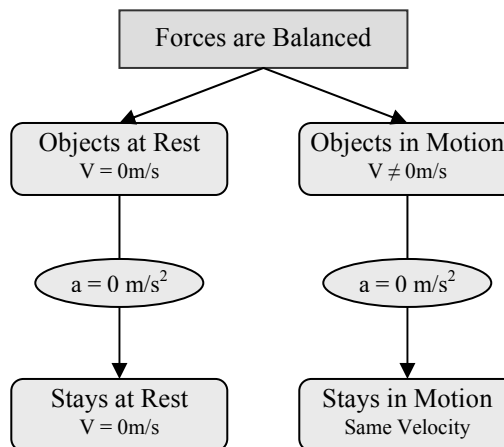 Forces are Balanced
Objects at Rest
V = 0m/s
Objects in Motion
V ≠ 0m/s
a = 0 m/s²
a = 0 m/s²
Stays at Rest
V = 0m/s
Stays in Motion
Same Velocity